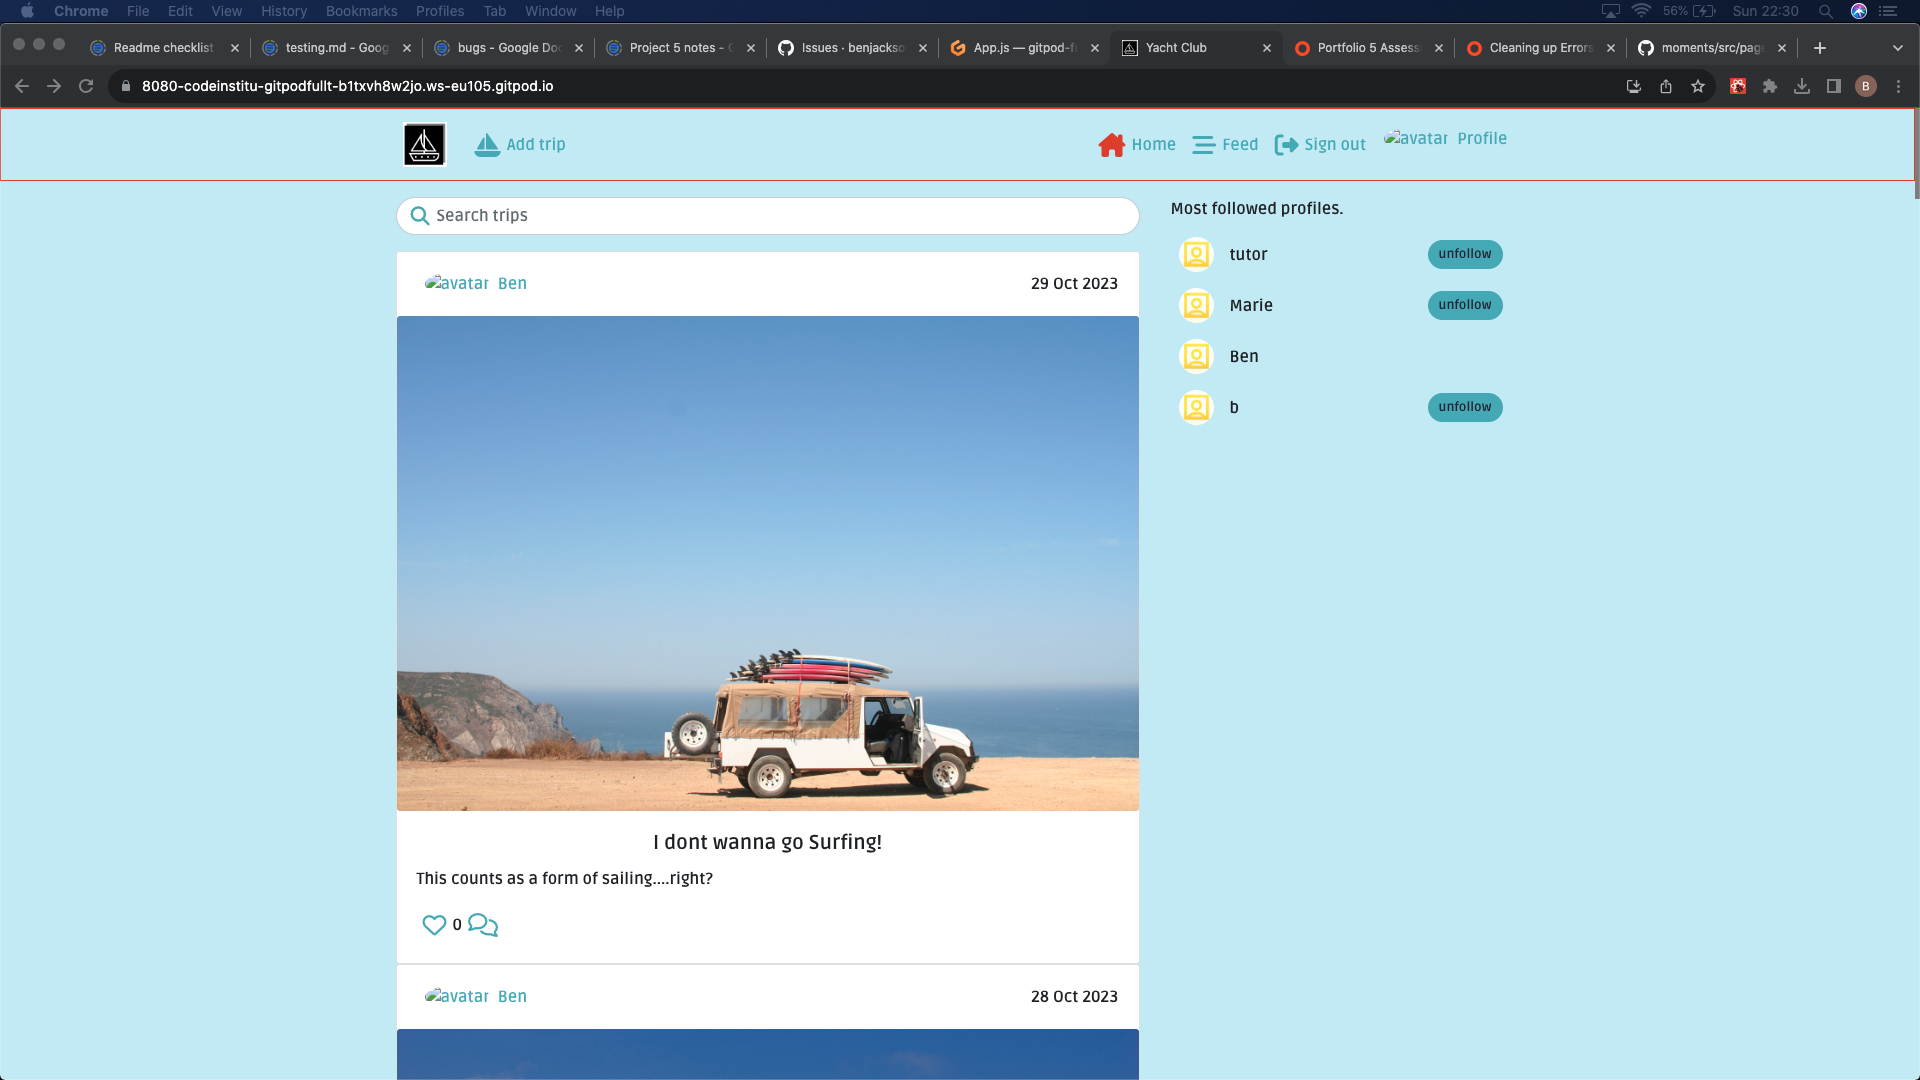 Chrome File Edit View History Bookmarks Profiles Tab Window Help 56% Sun 22:30
Readme checklist testing.md - Goog bugs - Google Doc Project 5 notes - G Issues · benjackso App.js — gitpod-fu Yacht Club Portfolio 5 Assess Cleaning up Errors moments/src/page
8080-codeinstitu-gitpodfullt-b1txvh8w2jo.ws-eu105.gitpod.io B
Add trip Home Feed Sign out avatar Profile
Search trips
Most followed profiles.
tutor unfollow
Marie unfollow
Ben
b unfollow
avatar Ben 29 Oct 2023
I dont wanna go Surfing!
This counts as a form of sailing....right?
0
avatar Ben 28 Oct 2023